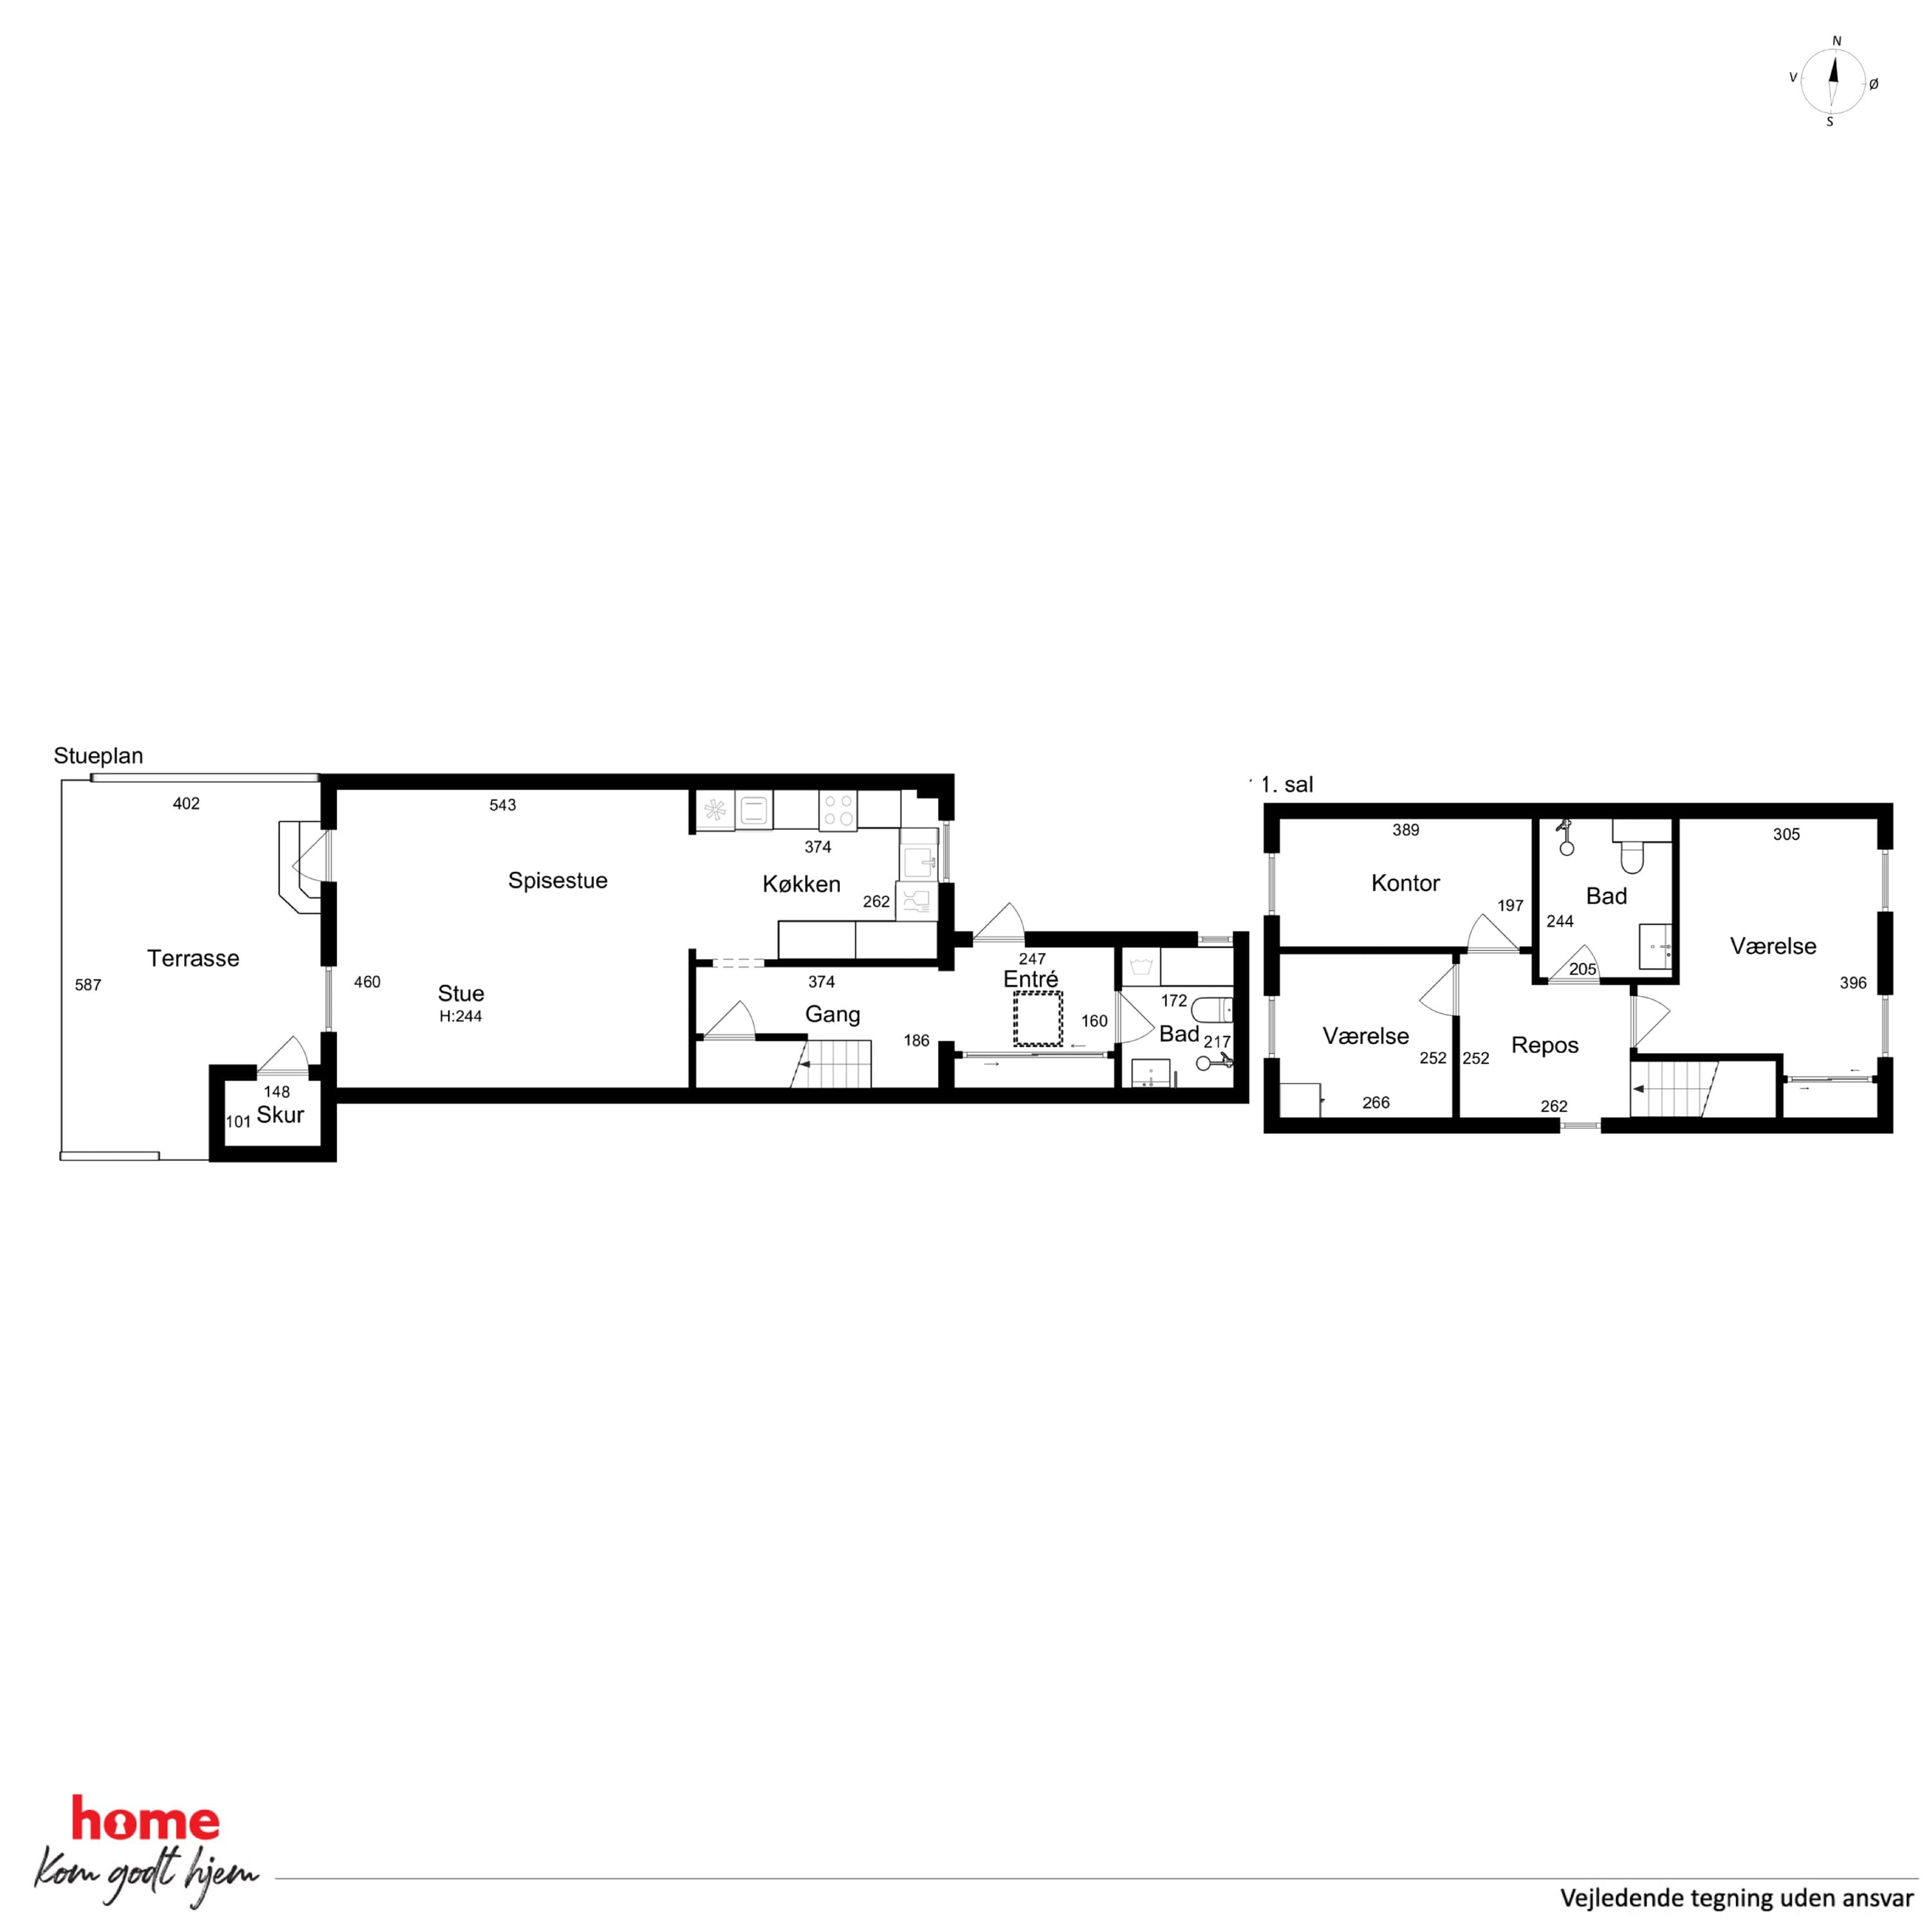 N
V
Ø
S
Stueplan
402
543
374
Spisestue
Køkken
262
Terrasse
587
460
Stue
H:244
374
Gang
186
247
Entré
160
172
Bad
217
148
101
Skur
1. sal
389
305
Kontor
197
Bad
244
205
Værelse
396
Værelse
252
252
Repos
266
262
home
Kom godt hjem
Vejledende tegning uden ansvar